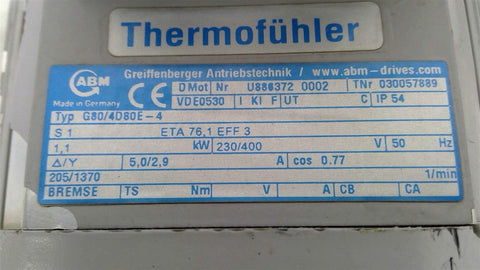 Thermofühler
Greiffenberger Antriebstechnik / www.abm-drives.com
ABM
Made in Germany
CE
D Mot Nr 0002 TNr 030057889
VDE0530 I KI F UT C IP 54
Typ G80/4D80E-4
S 1 ETA 76,1 EFF 3
1,1 kW 230/400 V 50 Hz
Δ/Y 5,0/2,9 A cos 0.77
205/1370 1/min
BREMSE TS Nm V A CB CA